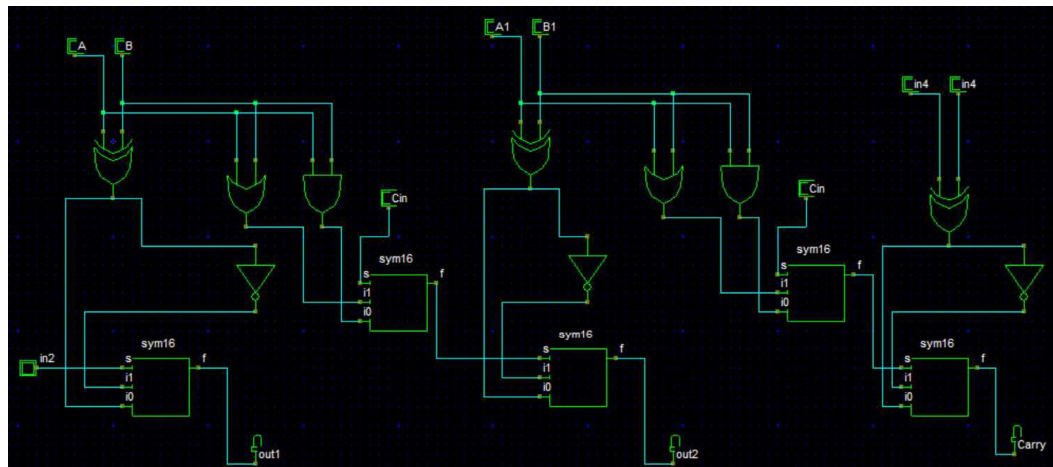 A B
A1 B1
in4 in4
Cin
Cin
sym16
s f
i1
i0
sym16
s f
i1
i0
sym16
s f
i1
i0
sym16
s f
i1
i0
sym16
s f
i1
i0
in2
out1
out2
Carry